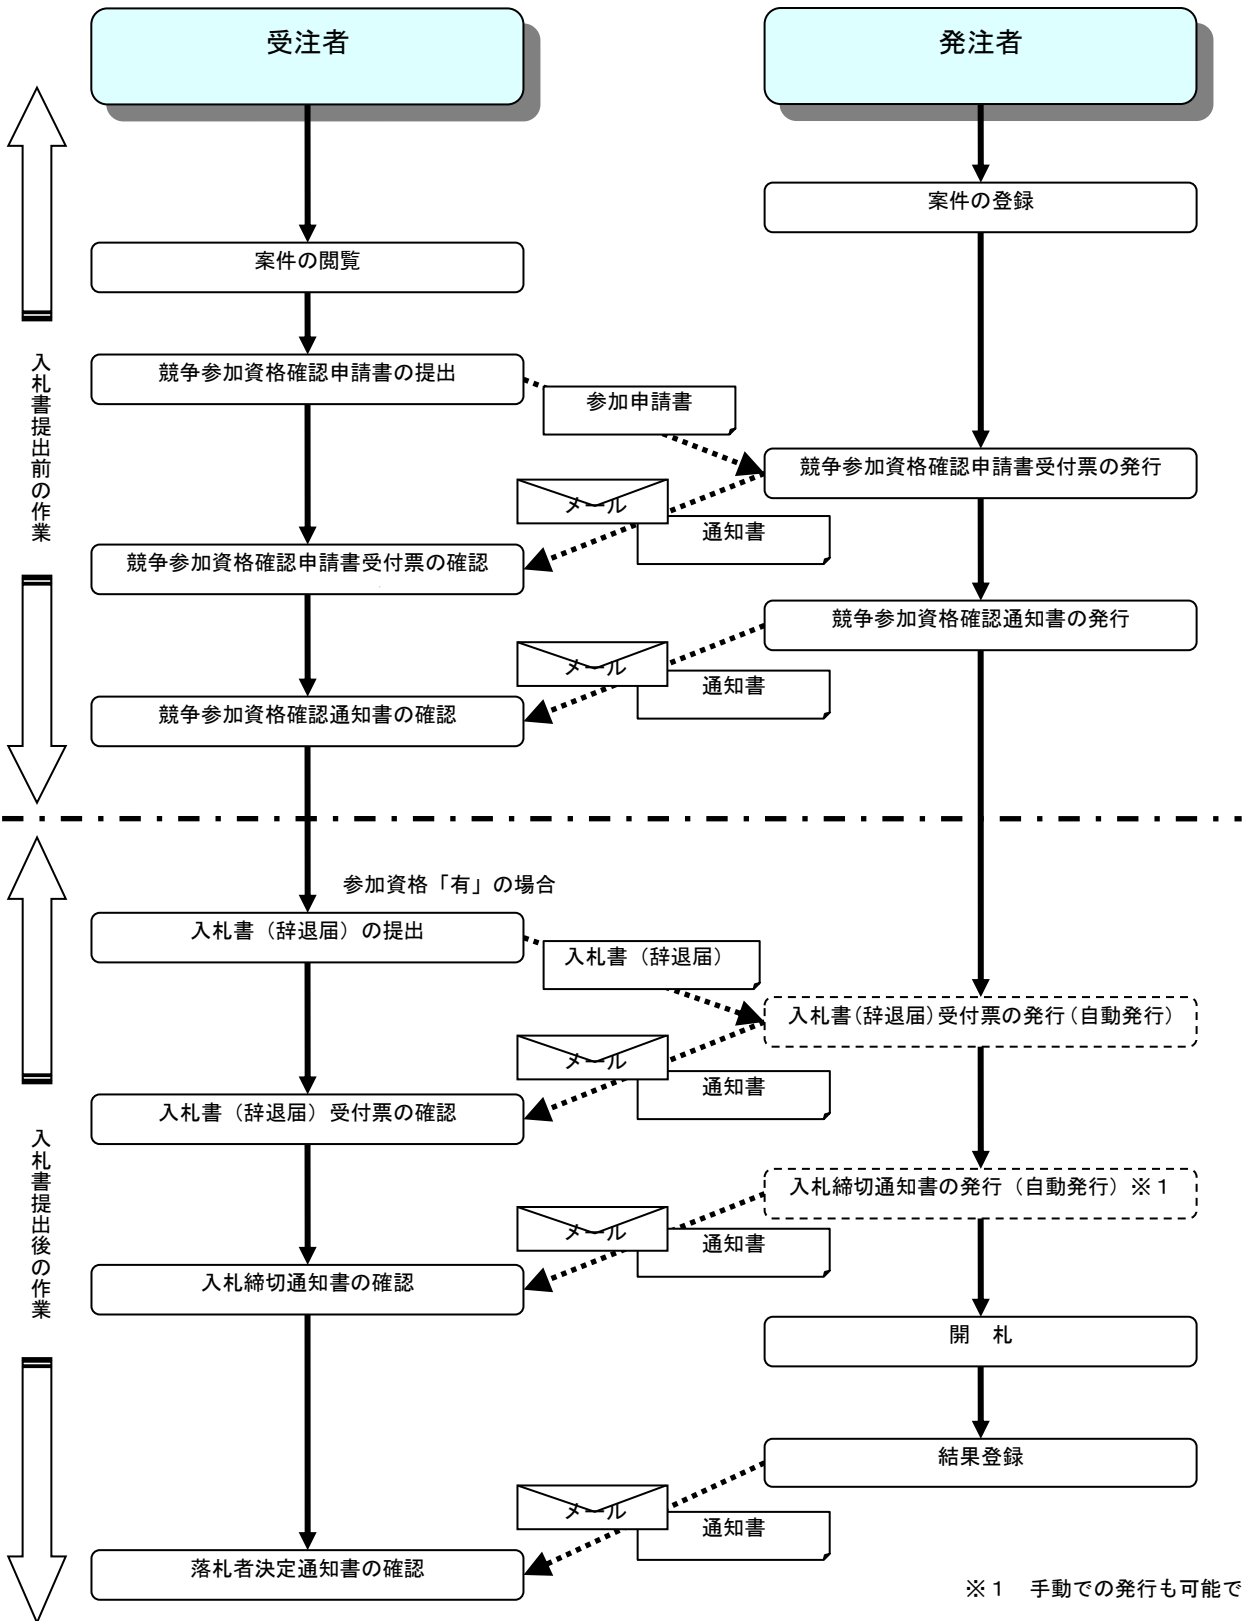 受注者
発注者
案件の登録
案件の閲覧
入札書提出前の作業
競争参加資格確認申請書の提出
参加申請書
競争参加資格確認申請書受付票の発行
メール
通知書
競争参加資格確認申請書受付票の確認
競争参加資格確認通知書の発行
メール
通知書
競争参加資格確認通知書の確認
参加資格「有」の場合
入札書（辞退届）の提出
入札書（辞退届）
入札書(辞退届)受付票の発行(自動発行)
メール
通知書
入札書（辞退届）受付票の確認
入札書提出後の作業
入札締切通知書の発行（自動発行）※１
メール
通知書
入札締切通知書の確認
開　札
結果登録
メール
通知書
落札者決定通知書の確認
※１　手動での発行も可能で